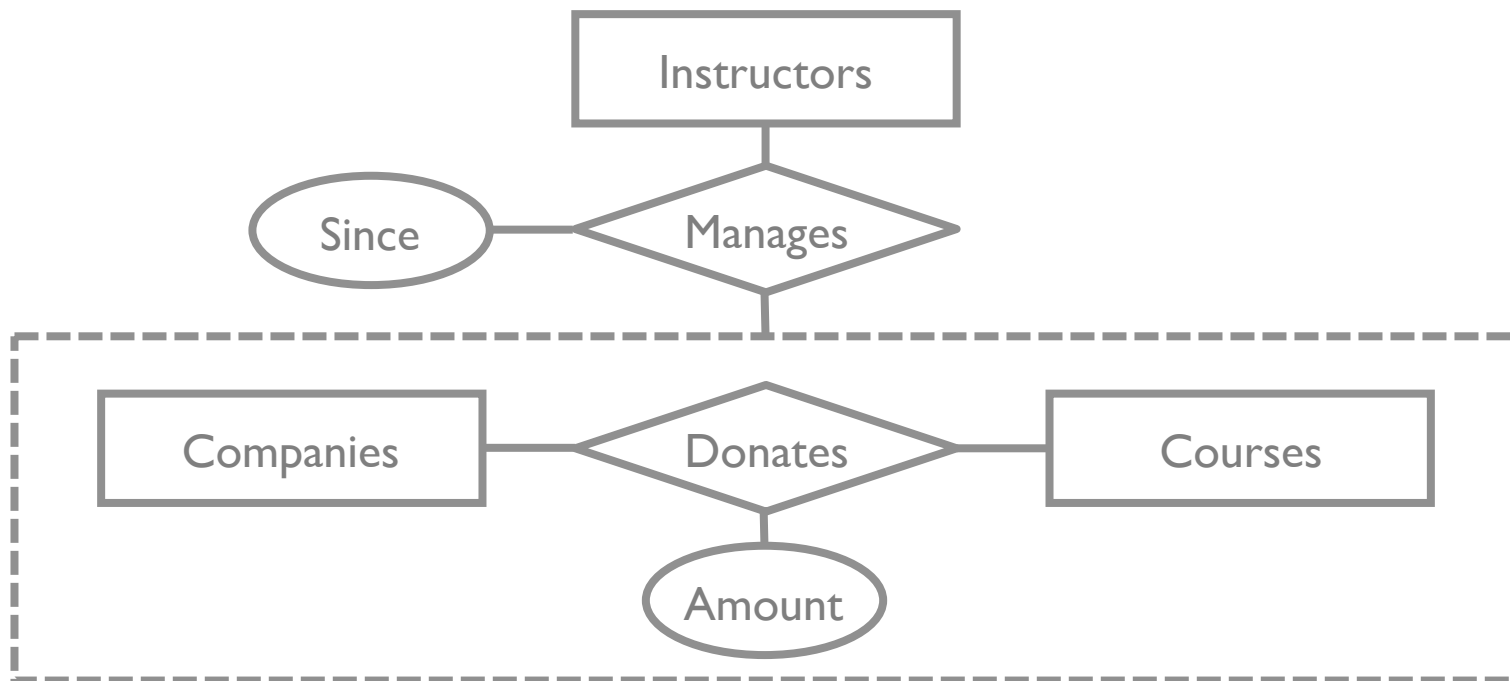 Instructors
Since
Manages
Companies
Donates
Courses
Amount